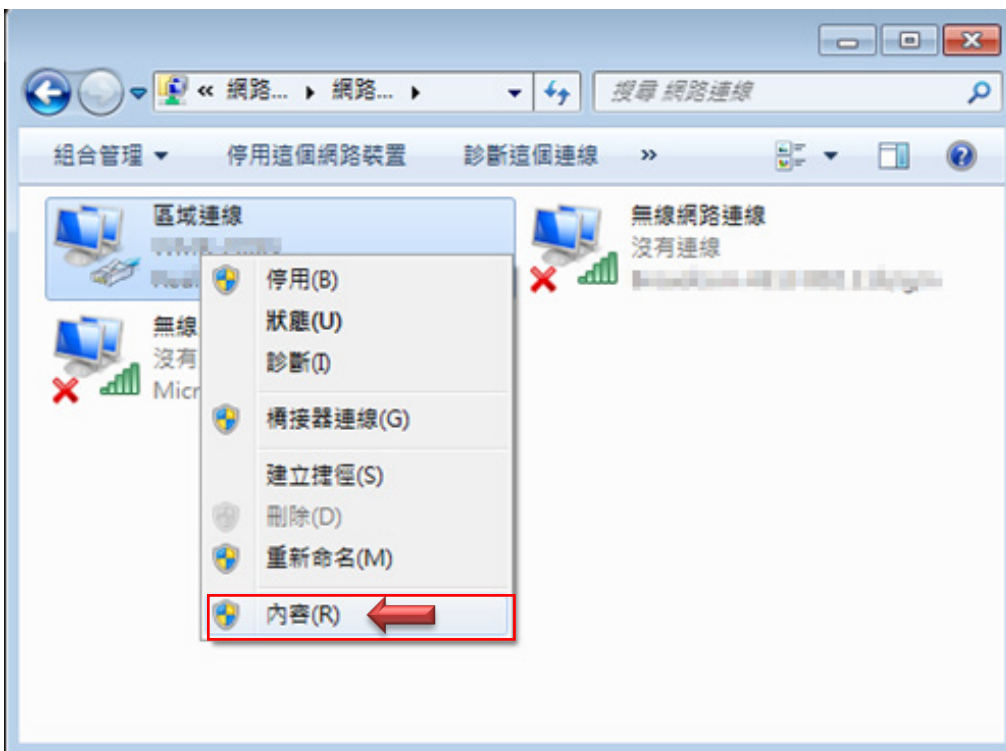 « 網路... ▸ 網路... ▸
搜尋 網路連線
組合管理 停用這個網路裝置 診斷這個連線 »
區域連線
無線網路連線
沒有連線
無線
沒有
Micr
停用(B)
狀態(U)
診斷(I)
橋接器連線(G)
建立捷徑(S)
刪除(D)
重新命名(M)
內容(R)